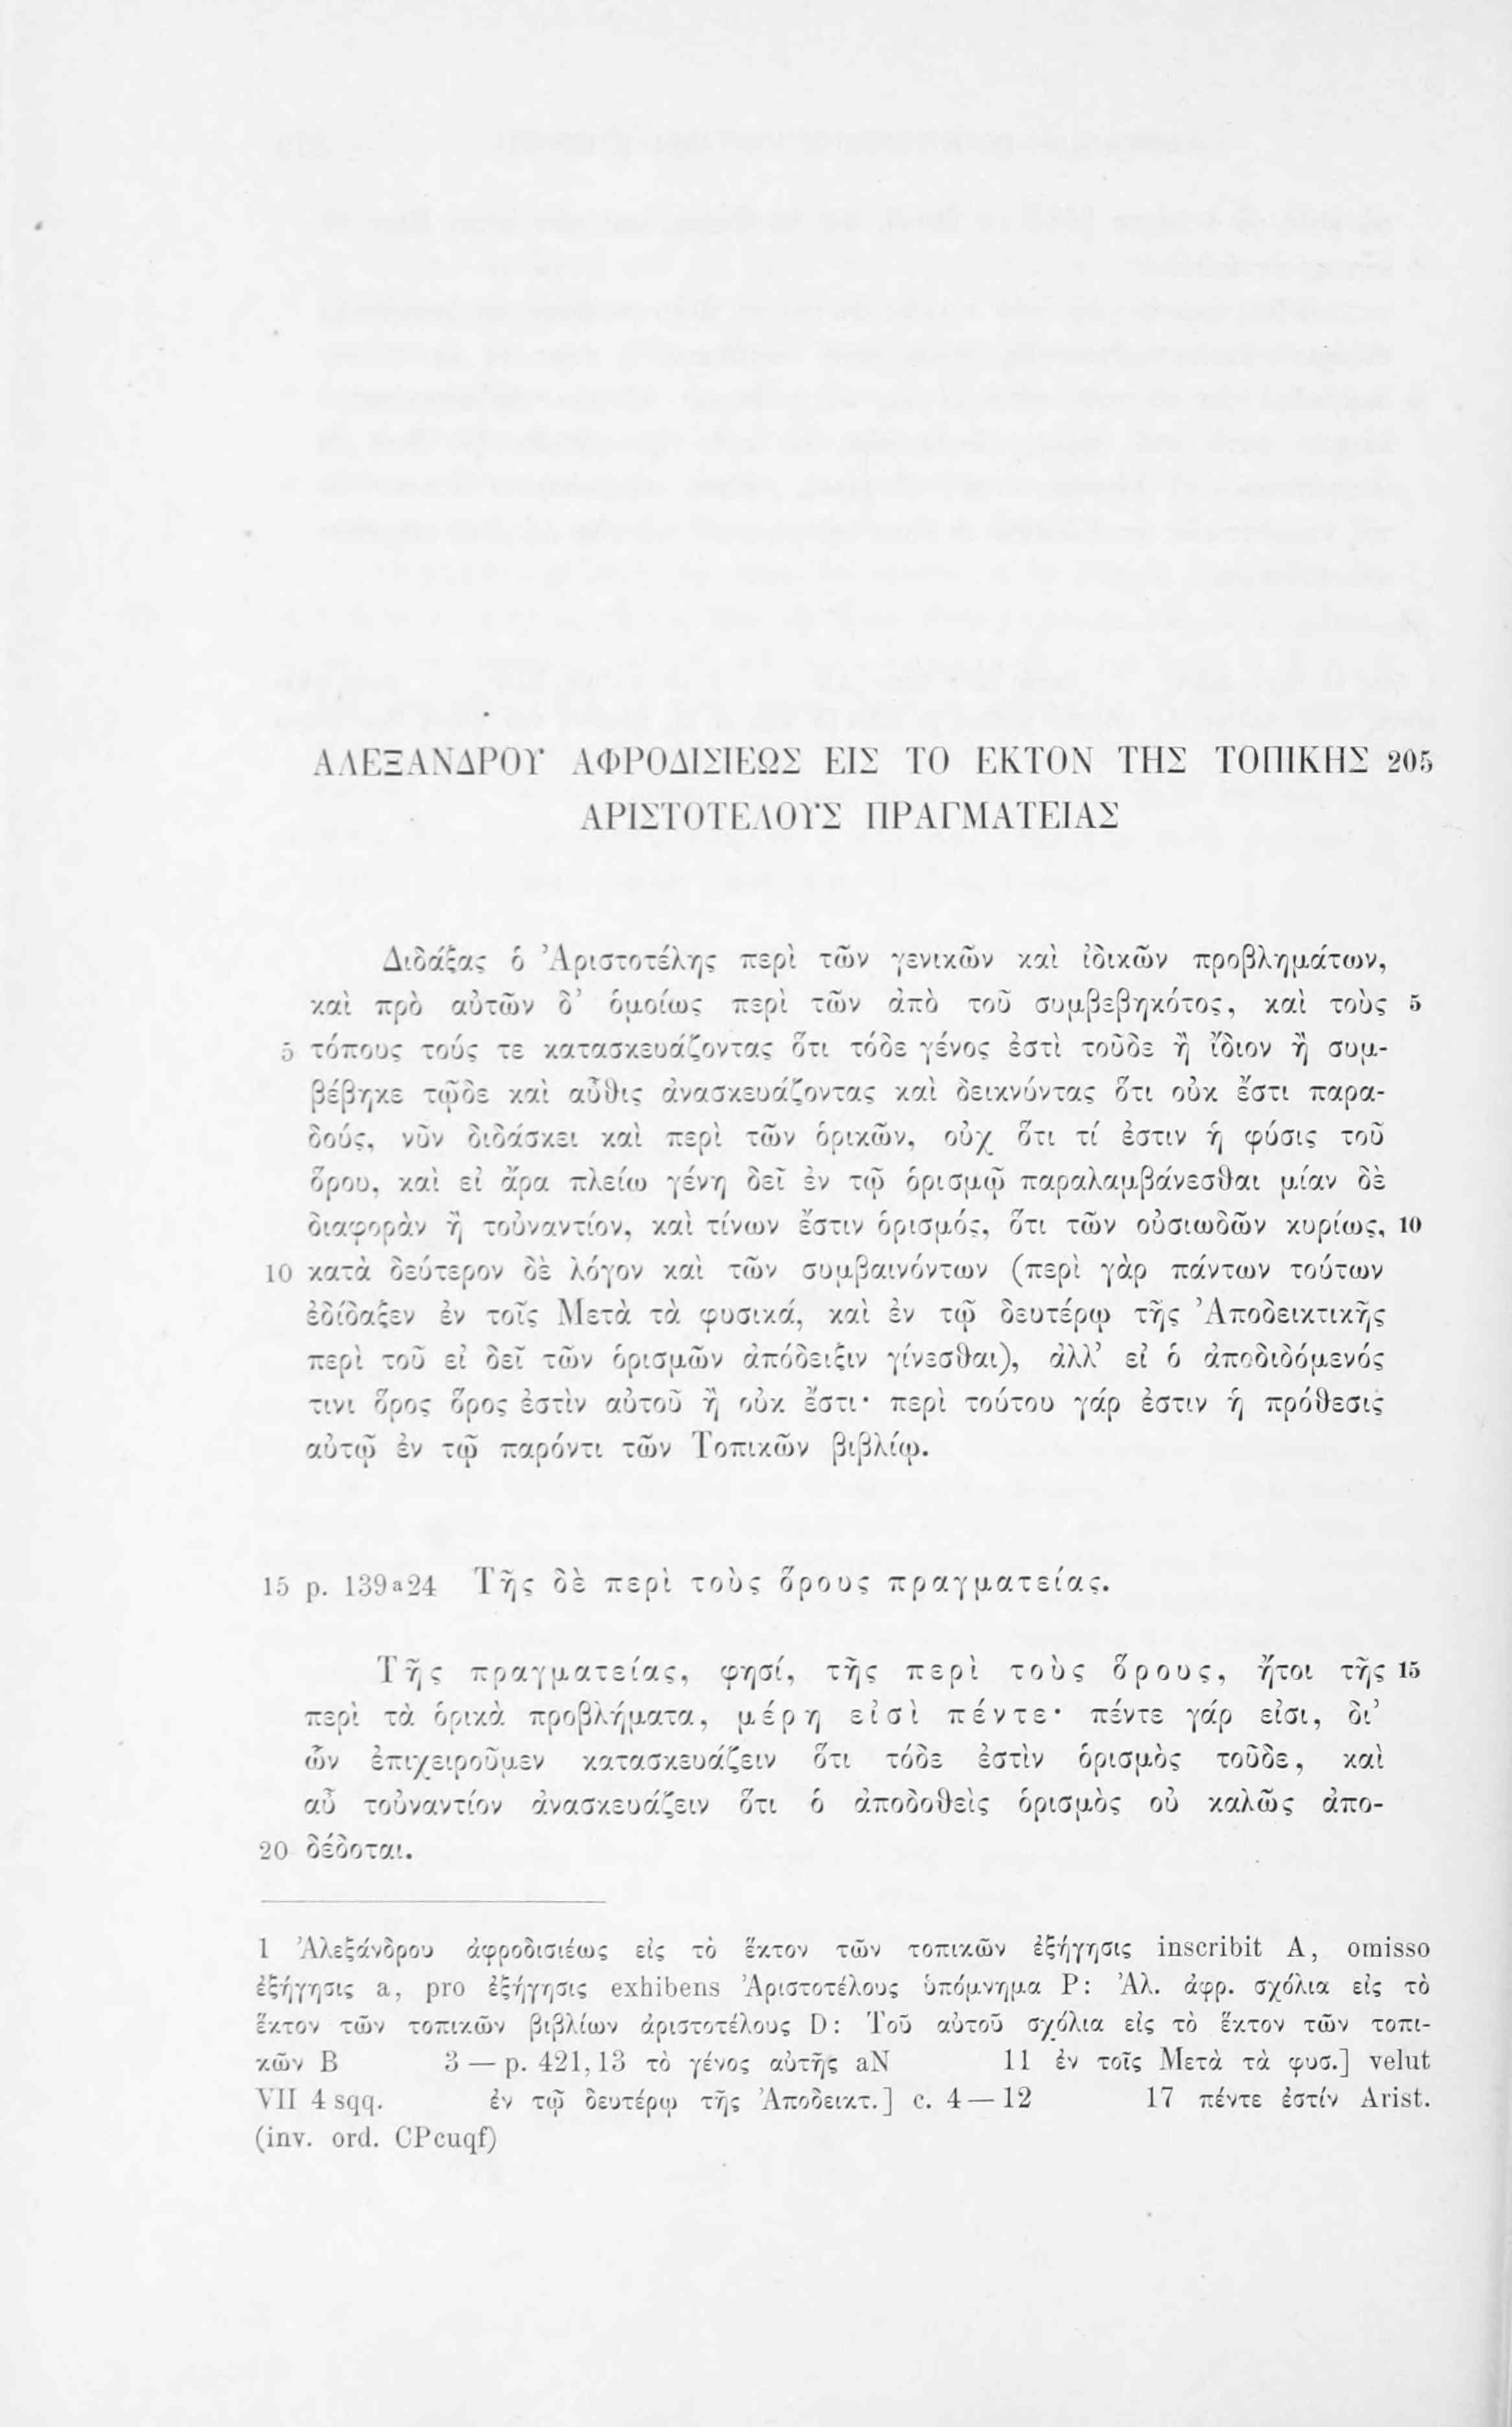 ΑΛΕΞΑΝΔΡΟΥ ΑΦΡΟΔΙΣΙΕΩΣ ΕΙΣ ΤΟ ΕΚΤΟΝ ΤΗΣ ΤΟΠΙΚΗΣ 205
ΑΡΙΣΤΟΤΕΛΟΥΣ ΠΡΑΓΜΑΤΕΙΑΣ
Διδάξας ὁ Ἀριστοτέλης περὶ τῶν γενικῶν καὶ ἰδικῶν προβλημάτων,
καὶ πρὸ αὐτῶν δ’ ὁμοίως περὶ τῶν ἀπὸ τοῦ συμβεβηκότος, καὶ τοὺς 5
5 τόπους τούς τε κατασκευάζοντας ὅτι τόδε γένος ἐστὶ τοῦδε ἢ ἴδιον ἢ συμ-
βέβηκε τῷδε καὶ αὖθις ἀνασκευάζοντας καὶ δεικνύντας ὅτι οὐκ ἔστι παρα-
δούς, νῦν διδάσκει καὶ περὶ τῶν ὁρικῶν, οὐχ ὅτι τί ἐστιν ἡ φύσις τοῦ
ὅρου, καὶ εἰ ἄρα πλείω γένη δεῖ ἐν τῷ ὁρισμῷ παραλαμβάνεσθαι μίαν δὲ
διαφορὰν ἢ τοὐναντίον, καὶ τίνων ἔστιν ὁρισμός, ὅτι τῶν οὐσιωδῶν κυρίως, 10
10 κατὰ δεύτερον δὲ λόγον καὶ τῶν συμβαινόντων (περὶ γὰρ πάντων τούτων
ἐδίδαξεν ἐν τοῖς Μετὰ τὰ φυσικά, καὶ ἐν τῷ δευτέρῳ τῆς Ἀποδεικτικῆς
περὶ τοῦ εἰ δεῖ τῶν ὁρισμῶν ἀπόδειξιν γίνεσθαι), ἀλλ’ εἰ ὁ ἀποδιδόμενός
τινι ὅρος ὅρος ἐστὶν αὐτοῦ ἢ οὐκ ἔστι· περὶ τούτου γάρ ἐστιν ἡ πρόθεσις
αὐτῷ ἐν τῷ παρόντι τῶν Τοπικῶν βιβλίῳ.
15 p. 139a24 Τῆς δὲ περὶ τοὺς ὅρους πραγματείας.
Τῆς πραγματείας, φησί, τῆς περὶ τοὺς ὅρους, ἤτοι τῆς 15
περὶ τὰ ὁρικὰ προβλήματα, μέρη εἰσὶ πέντε· πέντε γάρ εἰσι, δι’
ὧν ἐπιχειροῦμεν κατασκευάζειν ὅτι τόδε ἐστὶν ὁρισμὸς τοῦδε, καὶ
αὖ τοὐναντίον ἀνασκευάζειν ὅτι ὁ ἀποδοθεὶς ὁρισμὸς οὐ καλῶς ἀπο-
20 δέδοται.
1 Ἀλεξάνδρου ἀφροδισιέως εἰς τὸ ἕκτον τῶν τοπικῶν ἐξήγησις inscribit A, omisso
ἐξήγησις a, pro ἐξήγησις exhibens Ἀριστοτέλους ὑπόμνημα P: Ἀλ. ἀφρ. σχόλια εἰς τὸ
ἕκτον τῶν τοπικῶν βιβλίων ἀριστοτέλους D: Τοῦ αὐτοῦ σχόλια εἰς τὸ ἕκτον τῶν τοπι-
κῶν B 3 — p. 421,13 τὸ γένος αὐτῆς aN 11 ἐν τοῖς Μετὰ τὰ φυσ.] velut
VII 4 sqq. ἐν τῷ δευτέρῳ τῆς Ἀποδεικτ.] c. 4 — 12 17 πέντε ἐστίν Arist.
(inv. ord. CPcuqf)